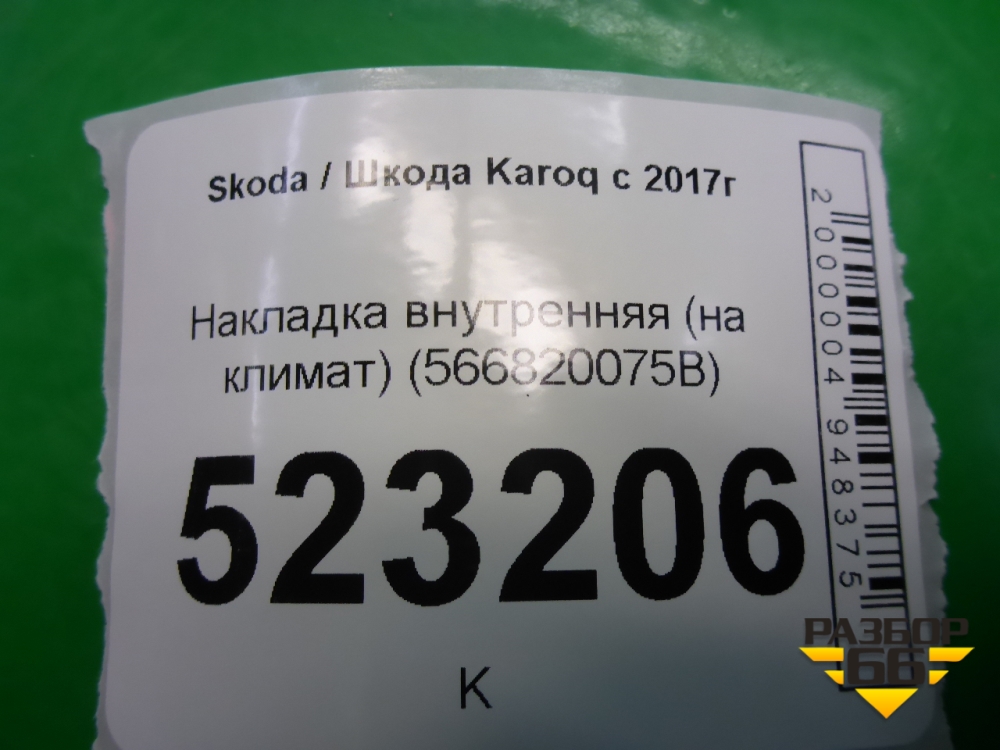 Skoda / Шкода Karoq с 2017г
Накладка внутренняя (на
климат) (566820075B)
523206
K
2000004948375
РАЗБОР
66